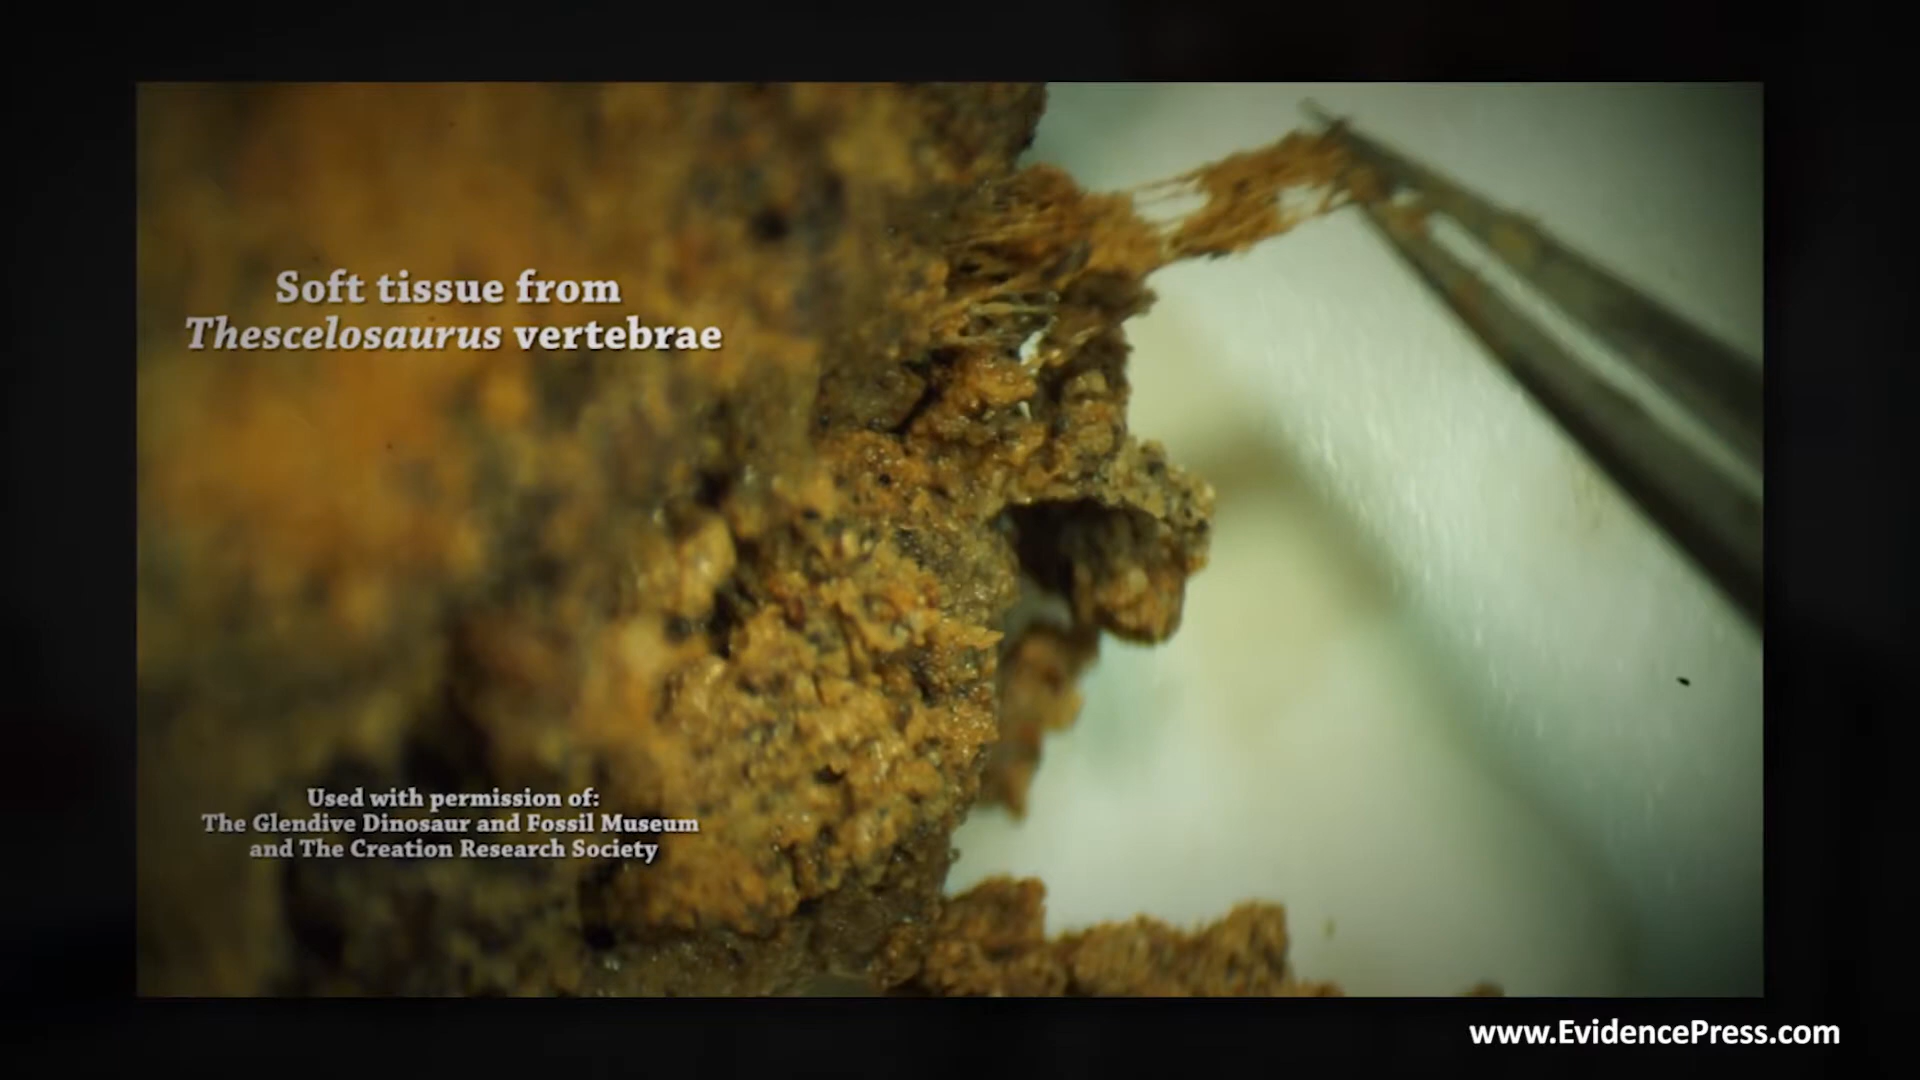 Soft tissue from
Thescelosaurus vertebrae
Used with permission of:
The Glendive Dinosaur and Fossil Museum
and The Creation Research Society
www.EvidencePress.com